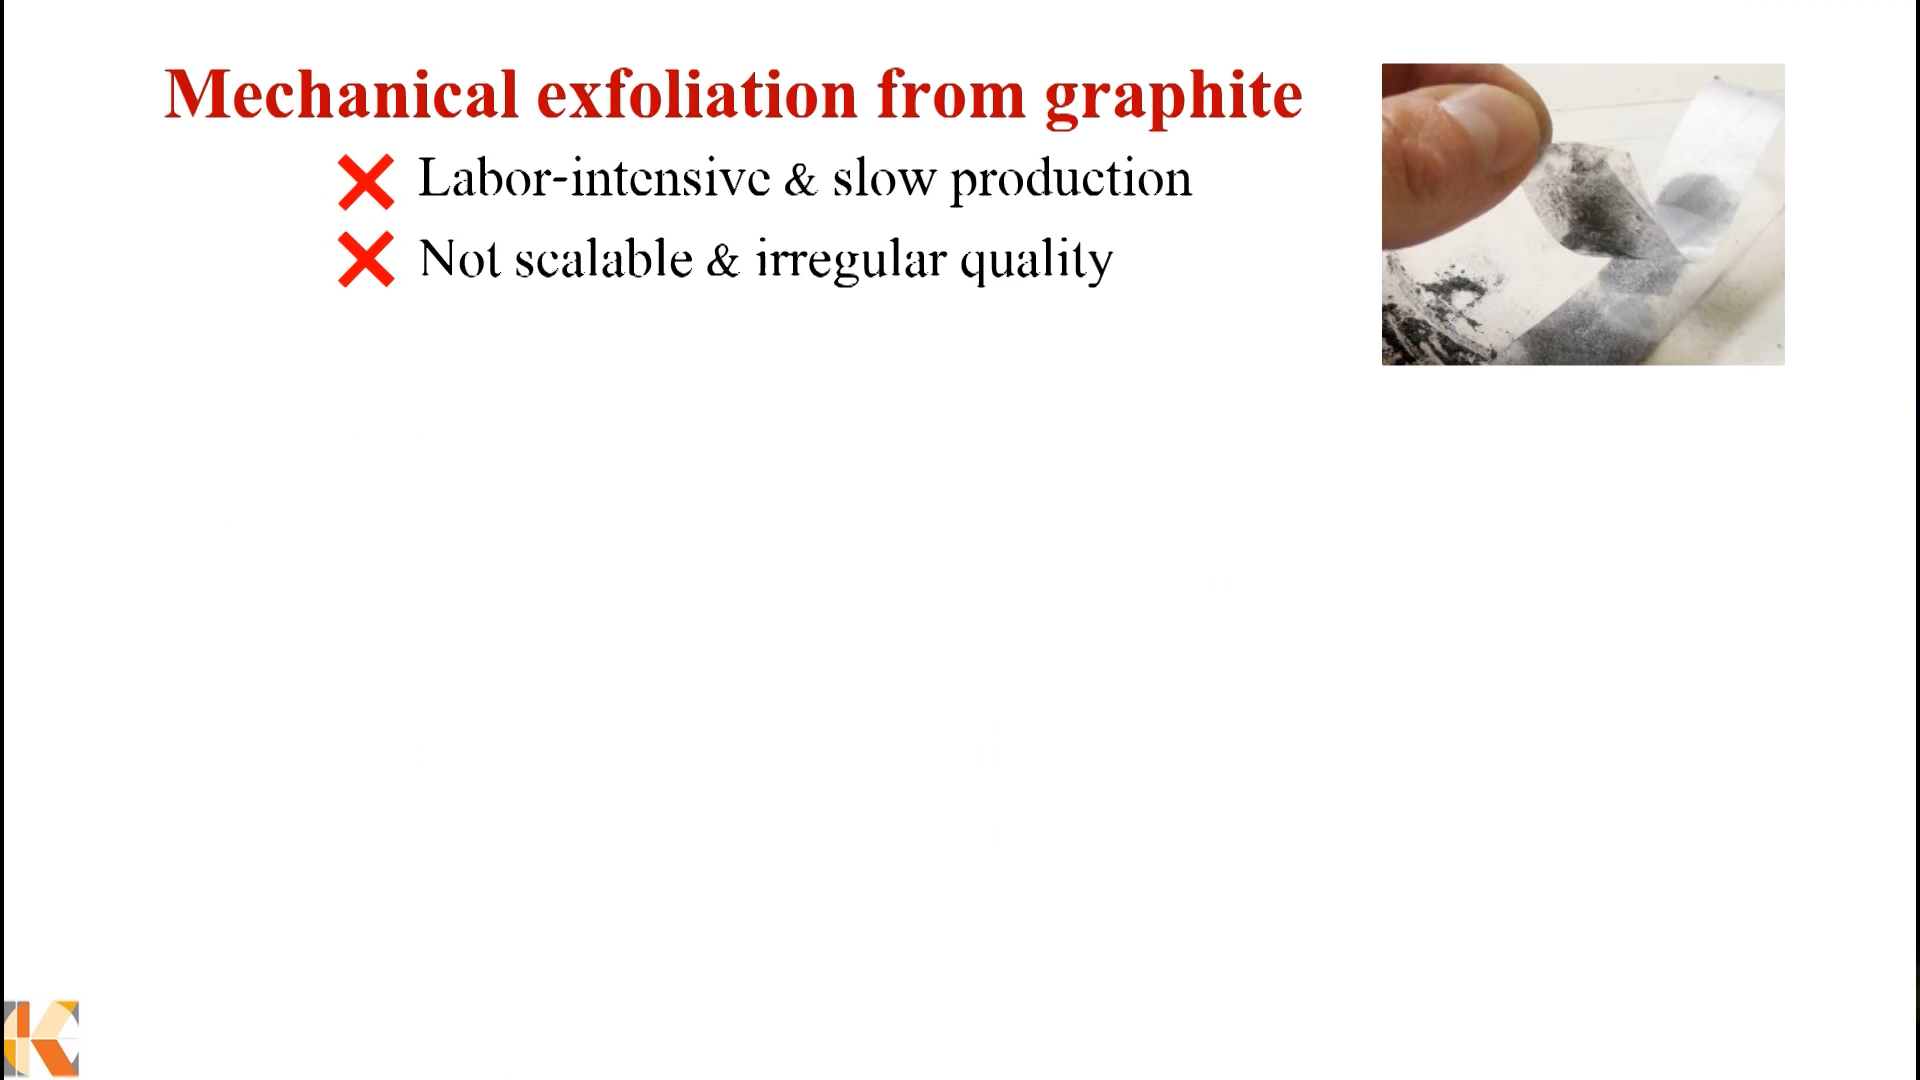 Mechanical exfoliation from graphite
❌ Labor-intensive & slow production
❌ Not scalable & irregular quality